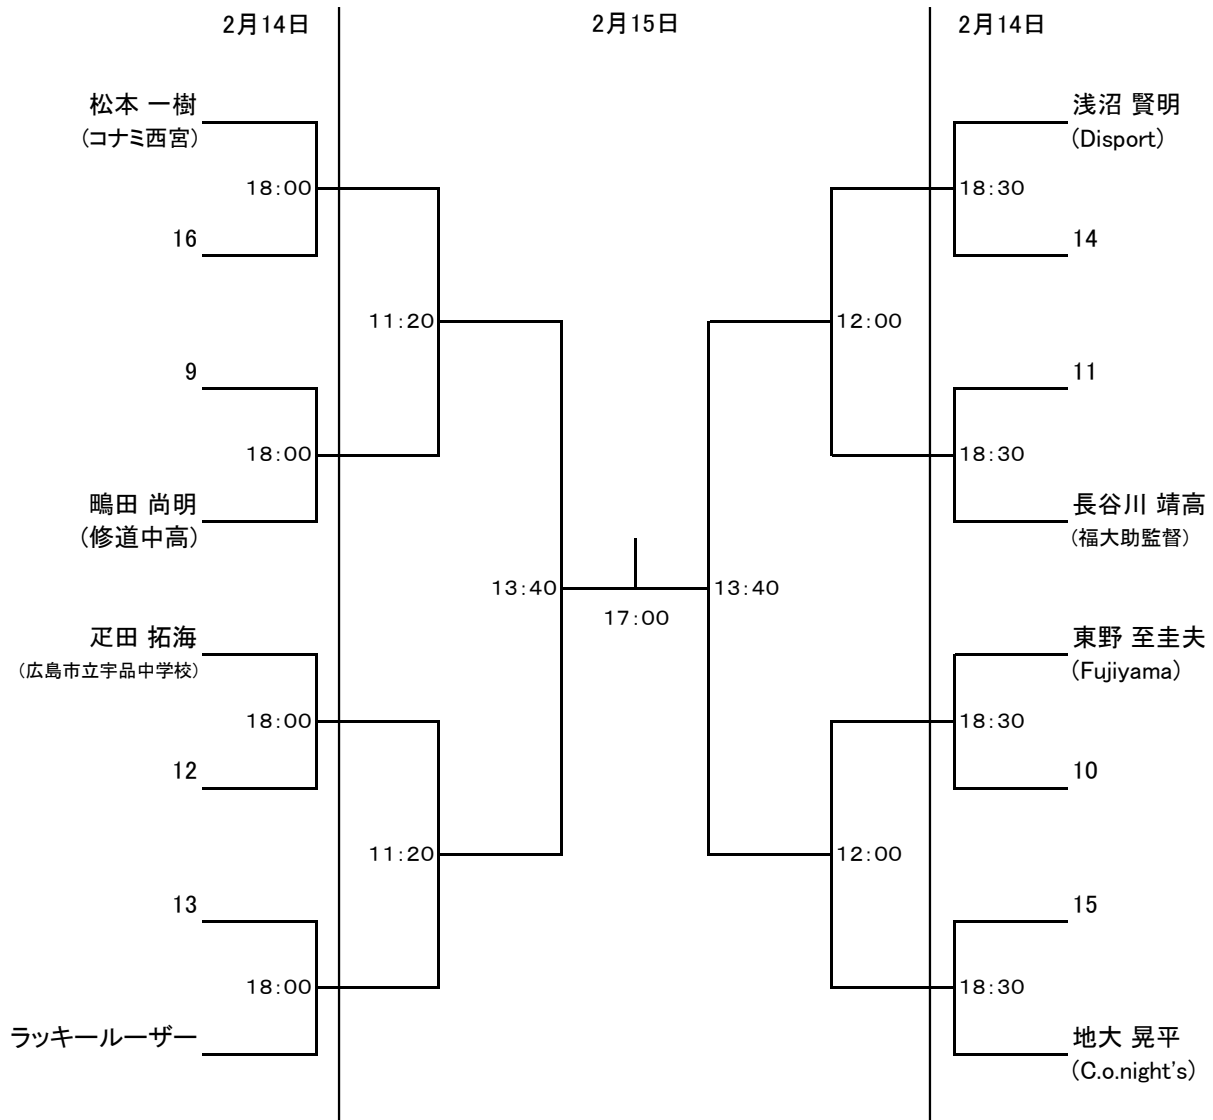 2月14日
2月15日
2月14日
松本 一樹
(コナミ西宮)
18:00
16
9
18:00
鴫田 尚明
(修道中高)
11:20
疋田 拓海
(広島市立宇品中学校)
18:00
12
13
18:00
ラッキールーザー
11:20
13:40
17:00
13:40
12:00
12:00
浅沼 賢明
(Disport)
18:30
14
11
18:30
長谷川 靖高
(福大助監督)
東野 至圭夫
(Fujiyama)
18:30
10
15
18:30
地大 晃平
(C.o.night's)